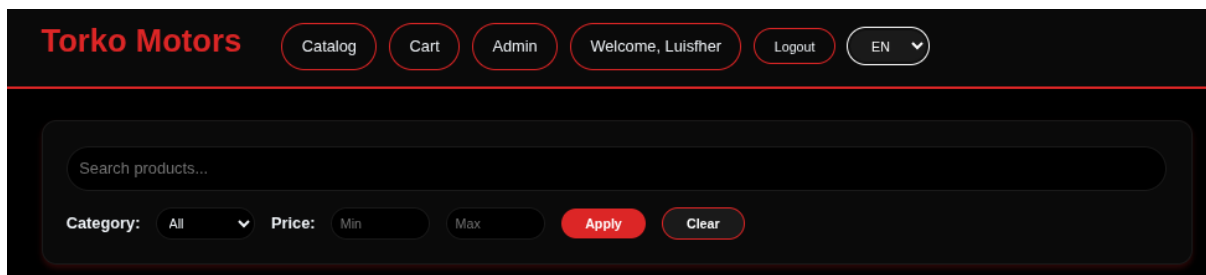 Torko Motors Catalog Cart Admin Welcome, Luisfher Logout EN
Search products...
Category: All Price: Min Max Apply Clear